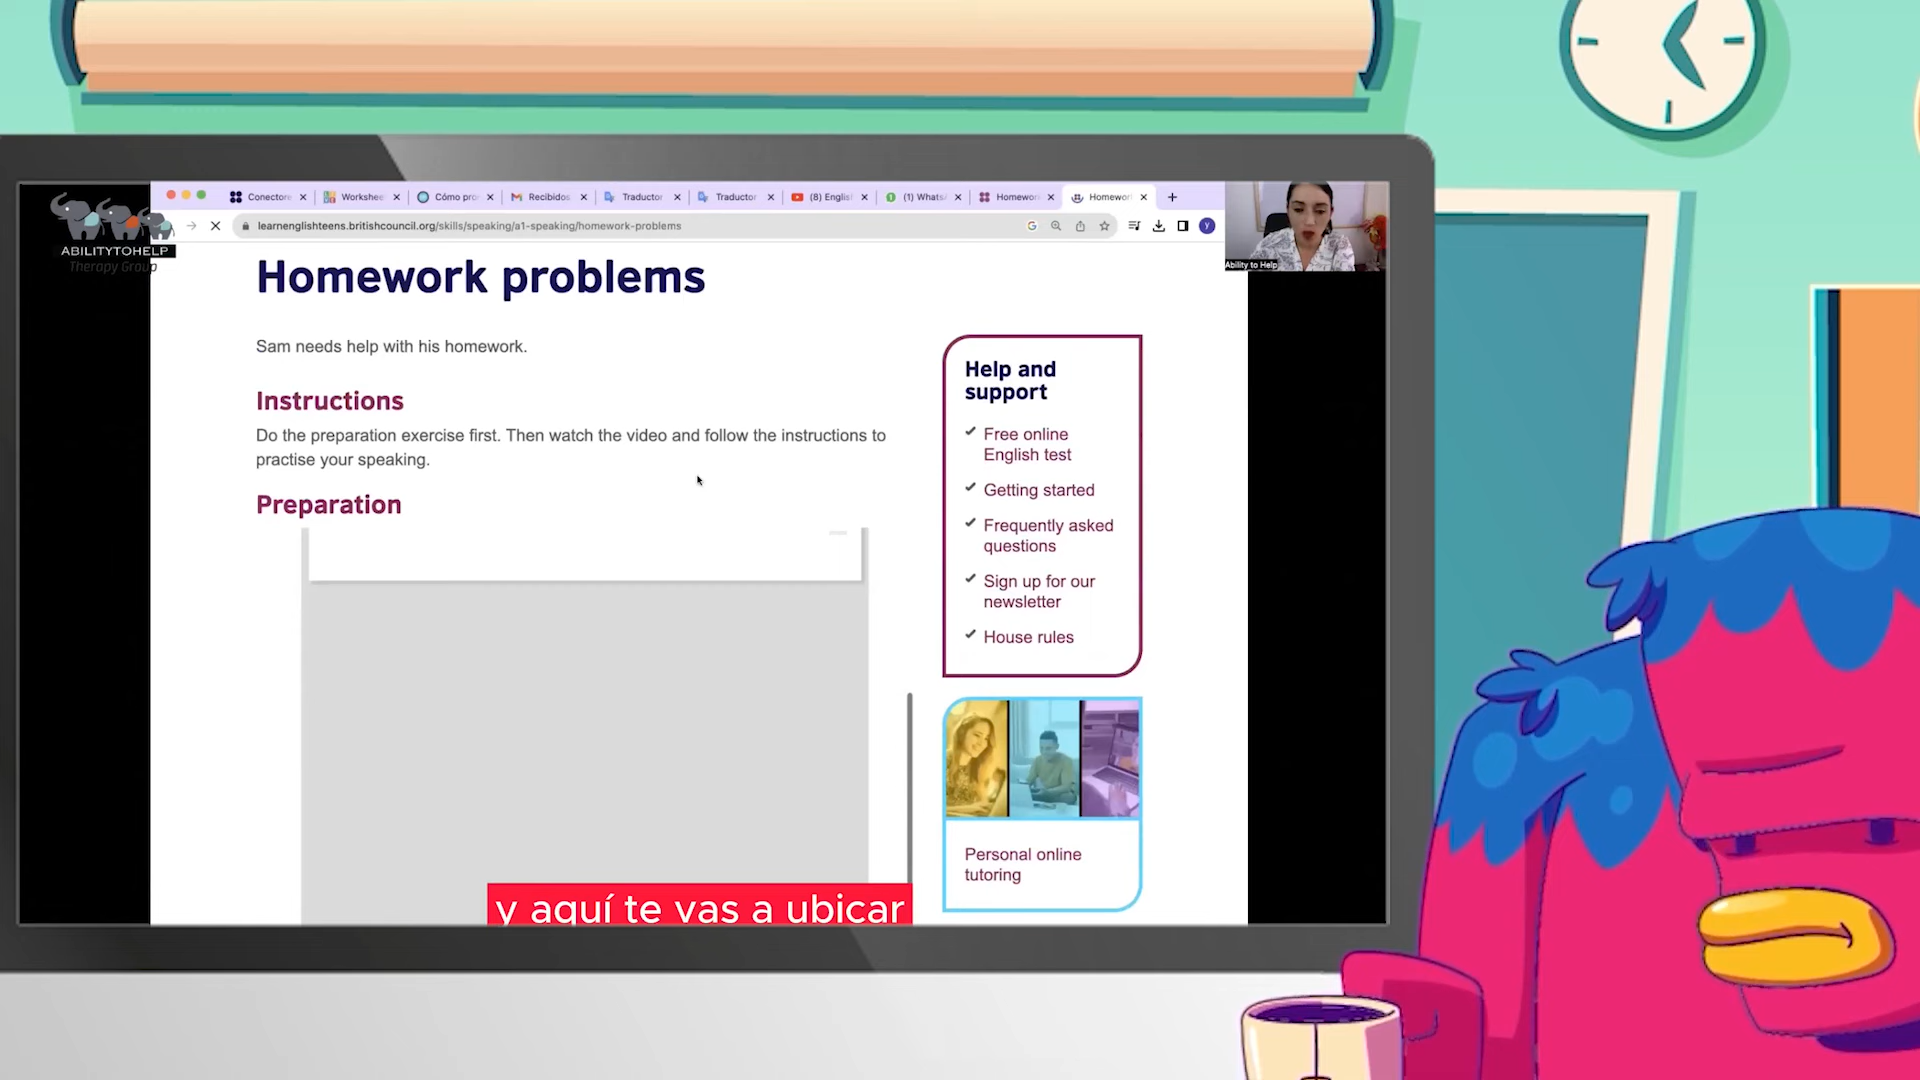 Conectore
Workshee
Cómo pro
Recibidos
Traductor
Traductor
(8) Englis
(1) Whats
Homewor
Homewor
ABILITYTOHELP
Therapy Group
learnenglishteens.britishcouncil.org/skills/speaking/a1-speaking/homework-problems
Y
Ability to Help
Homework problems
Sam needs help with his homework.
Instructions
Do the preparation exercise first. Then watch the video and follow the instructions to
practise your speaking.
Preparation
Help and
support
Free online
English test
Getting started
Frequently asked
questions
Sign up for our
newsletter
House rules
Personal online
tutoring
y aquí te vas a ubicar